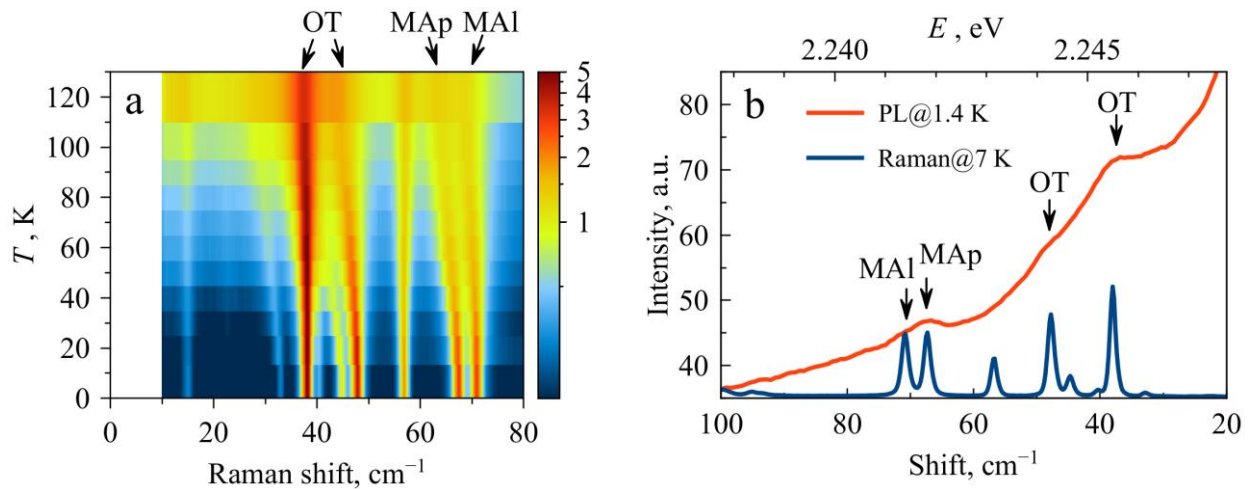 OT MAp MAl
a
120
100
80
60
40
20
0
T, K
0 20 40 60 80
Raman shift, cm⁻¹
5
4
3
2
1
E, eV
2.240 2.245
b
PL@1.4 K
Raman@7 K
OT
OT
MAp
MAl
80
70
60
50
40
Intensity, a.u.
100 80 60 40 20
Shift, cm⁻¹